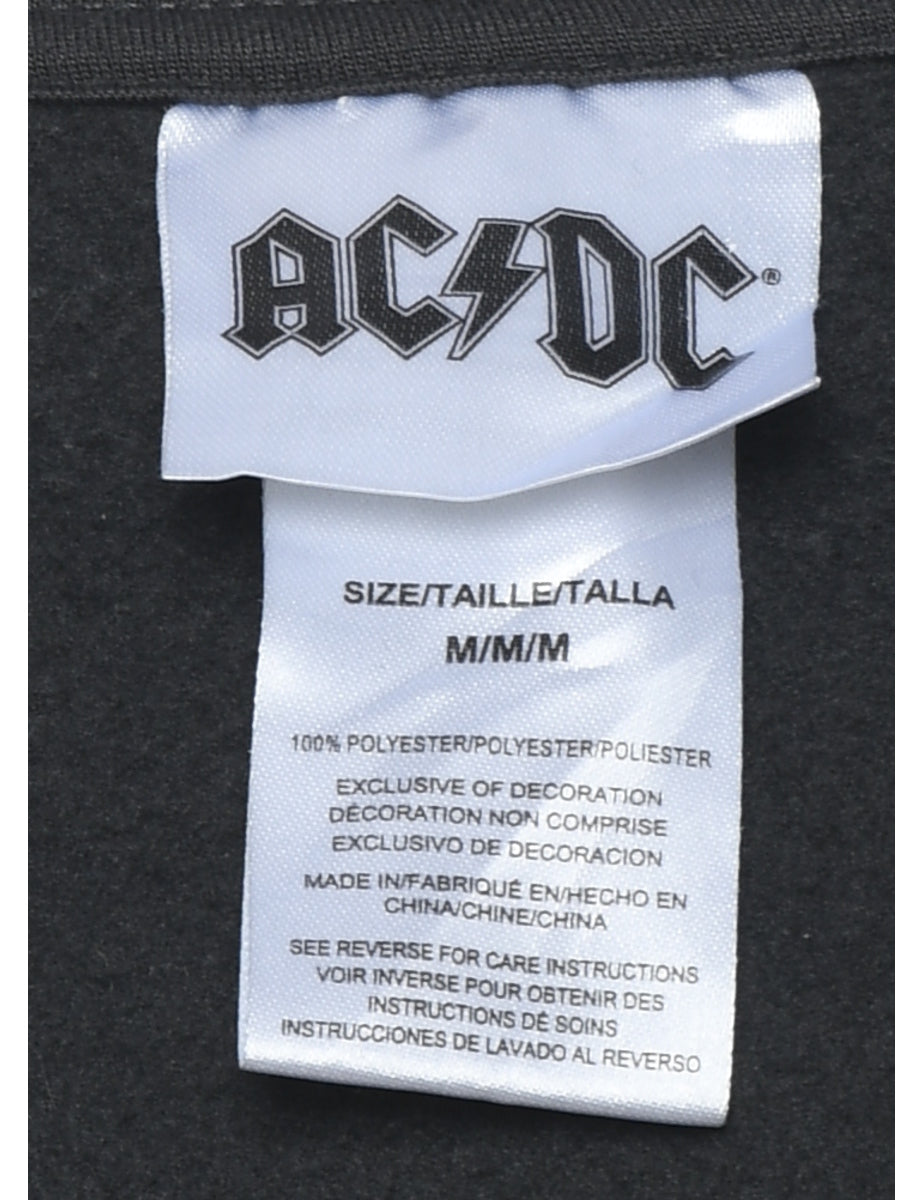 AC⚡DC®
SIZE/TAILLE/TALLA
M/M/M
100% POLYESTER/POLYESTER/POLIESTER
EXCLUSIVE OF DECORATION
DÉCORATION NON COMPRISE
EXCLUSIVO DE DECORACION
MADE IN/FABRIQUÉ EN/HECHO EN
CHINA/CHINE/CHINA
SEE REVERSE FOR CARE INSTRUCTIONS
VOIR INVERSE POUR OBTENIR DES
INSTRUCTIONS DE SOINS
INSTRUCCIONES DE LAVADO AL REVERSO